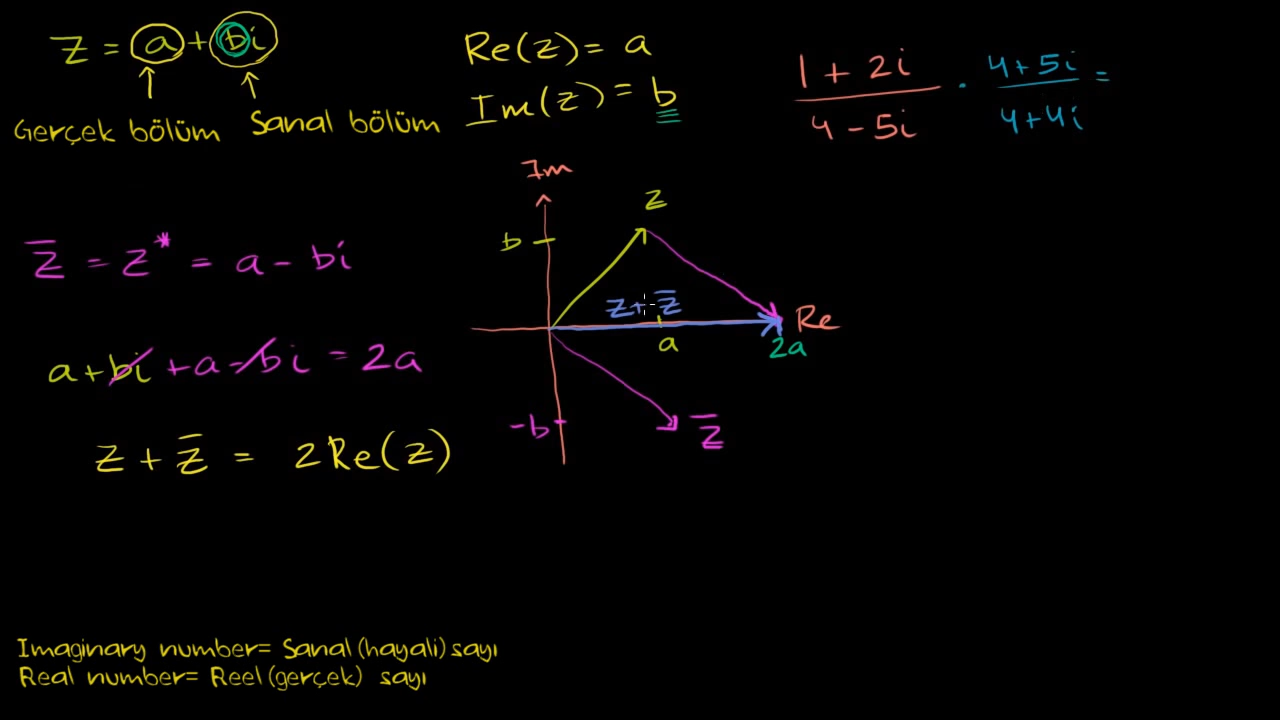 z = a + bi
Gerçek bölüm
Sanal bölüm
Re(z) = a
Im(z) = b
1 + 2i / 4 - 5i · 4+5i / 4+4i =
z̅ = z* = a - bi
a + bi + a - bi = 2a
z + z̅ = 2Re(z)
Im
z
b
z + z̅
Re
a
2a
-b
z̅
Imaginary number= Sanal (hayali) sayı
Real number= Reel (gerçek) sayı